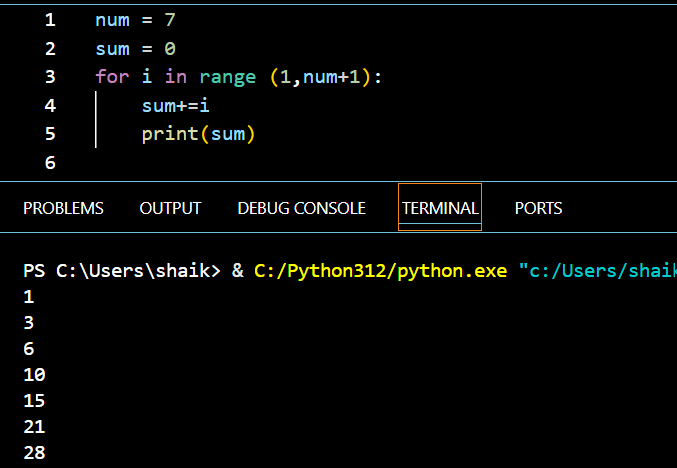 1 num = 7
2 sum = 0
3 for i in range (1,num+1):
4     sum+=i
5     print(sum)
6
PROBLEMS OUTPUT DEBUG CONSOLE TERMINAL PORTS
PS C:\Users\shaik> & C:/Python312/python.exe "c:/Users/shaik
1
3
6
10
15
21
28